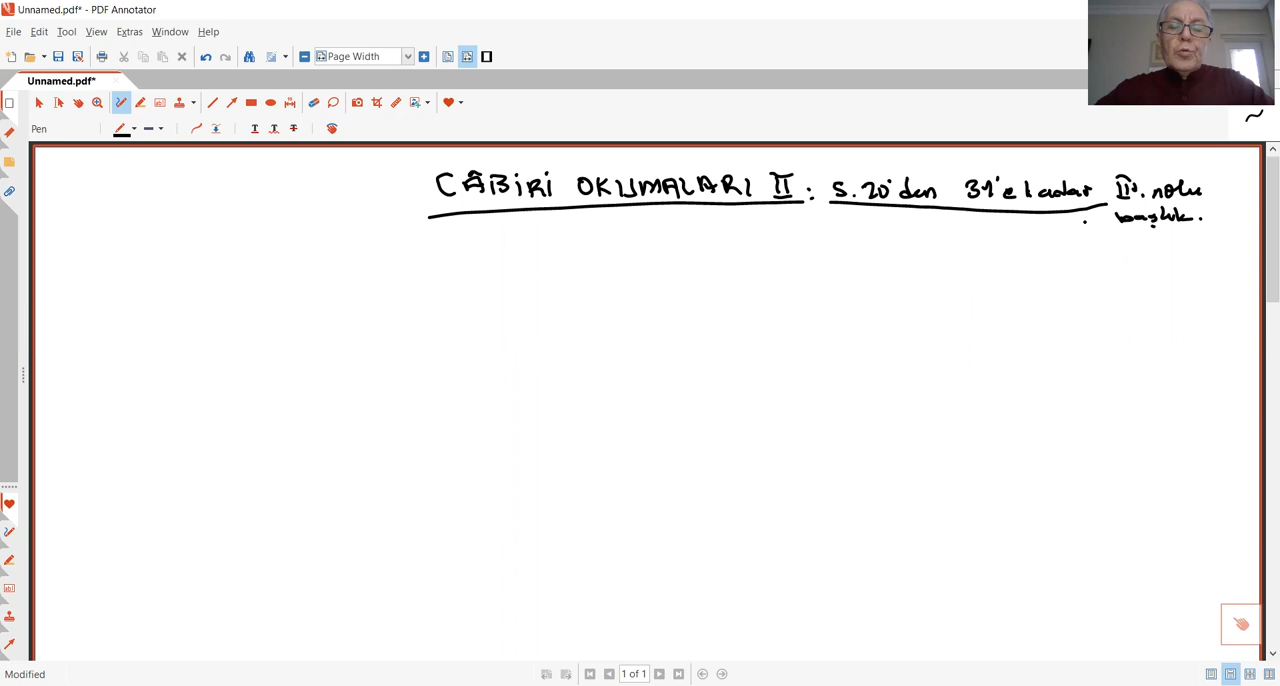 Unnamed.pdf* - PDF Annotator
File Edit Tool View Extras Window Help
Page Width
Unnamed.pdf*
Pen
CÂBİRİ OKUMALARI II : S.20'den 31'e kadar II. nolu
başlık.
Modified
1 of 1